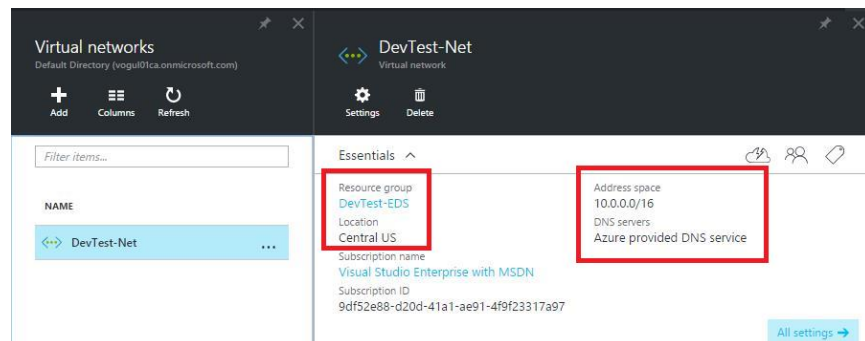 Virtual networks
Default Directory (vogul01ca.onmicrosoft.com)
Add Columns Refresh
Filter items...
NAME
DevTest-Net
...
DevTest-Net
Virtual network
Settings Delete
Essentials
Resource group
DevTest-EDS
Location
Central US
Subscription name
Visual Studio Enterprise with MSDN
Subscription ID
9df52e88-d20d-41a1-ae91-4f9f23317a97
Address space
10.0.0.0/16
DNS servers
Azure provided DNS service
All settings →